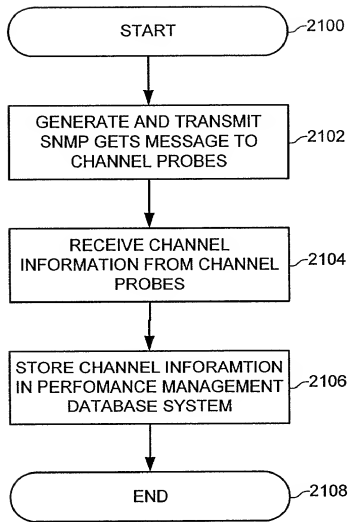 START
2100
GENERATE AND TRANSMIT
SNMP GETS MESSAGE TO
CHANNEL PROBES
2102
RECEIVE CHANNEL
INFORMATION FROM CHANNEL
PROBES
2104
STORE CHANNEL INFORAMTION
IN PERFOMANCE MANAGEMENT
DATABASE SYSTEM
2106
END
2108